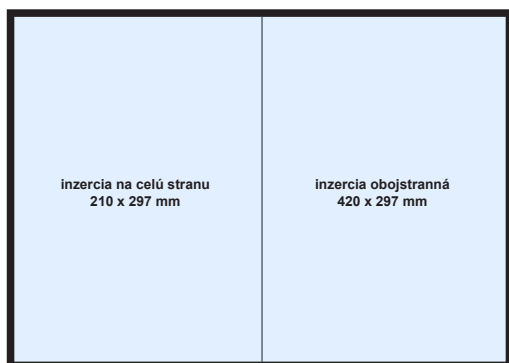 inzercia na celú stranu
210 x 297 mm
inzercia obojstranná
420 x 297 mm